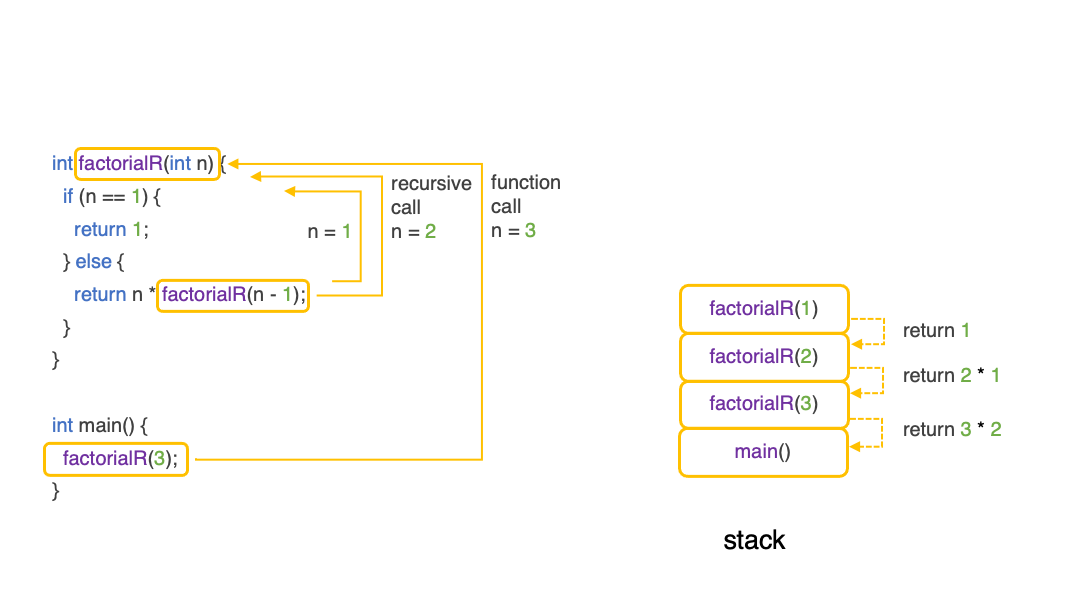 int factorialR(int n) {
if (n == 1) {
return 1;
} else {
return n * factorialR(n - 1);
}
}
int main() {
factorialR(3);
}
n = 1
recursive
call
n = 2
function
call
n = 3
factorialR(1)
factorialR(2)
factorialR(3)
main()
return 1
return 2 * 1
return 3 * 2
stack